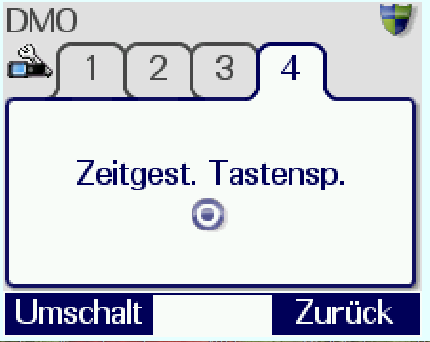 DMO
1 2 3 4
Zeitgest. Tastensp.
Umschalt Zurück